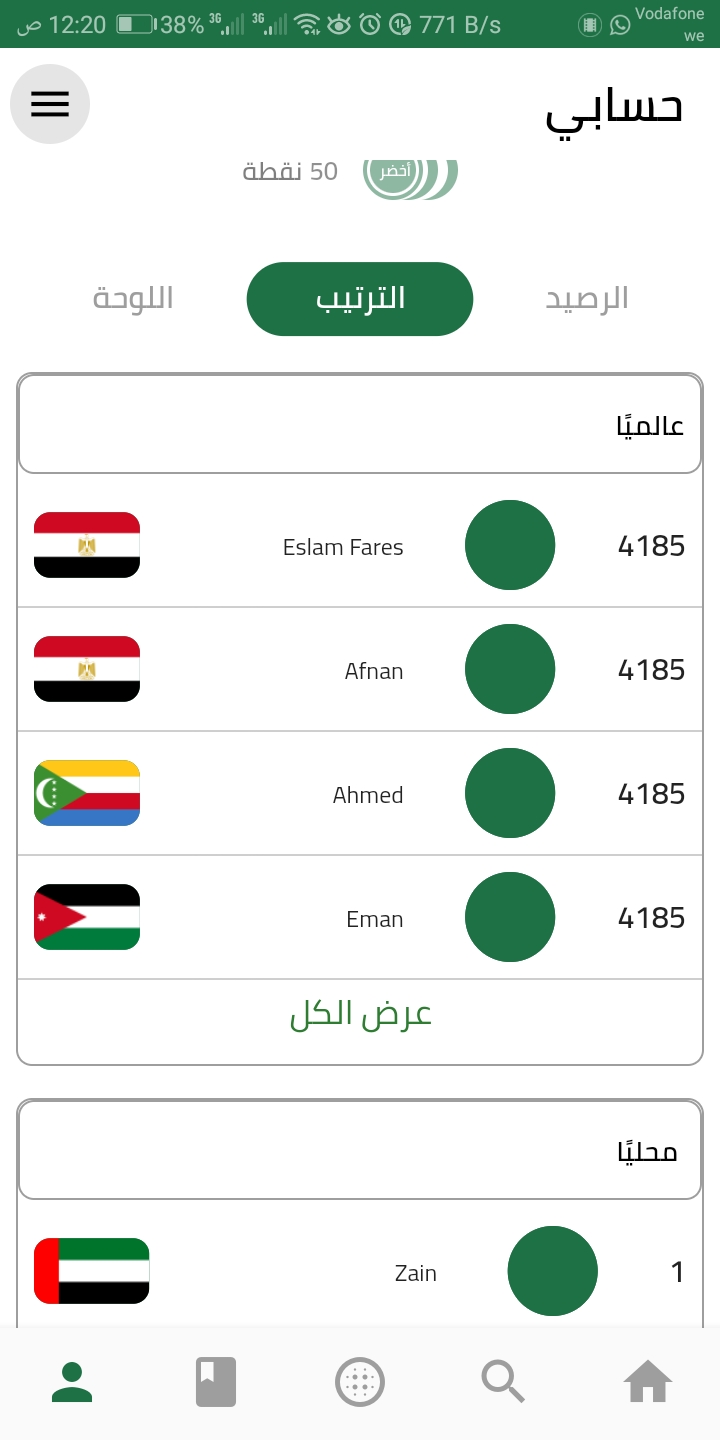 ص 12:20 38% 3G 3G 771 B/s Vodafone
we
حسابي
50 نقطة أخضر
الرصيد الترتيب اللوحة
عالميًا
4185 Eslam Fares
4185 Afnan
4185 Ahmed
4185 Eman
عرض الكل
محليًا
1 Zain